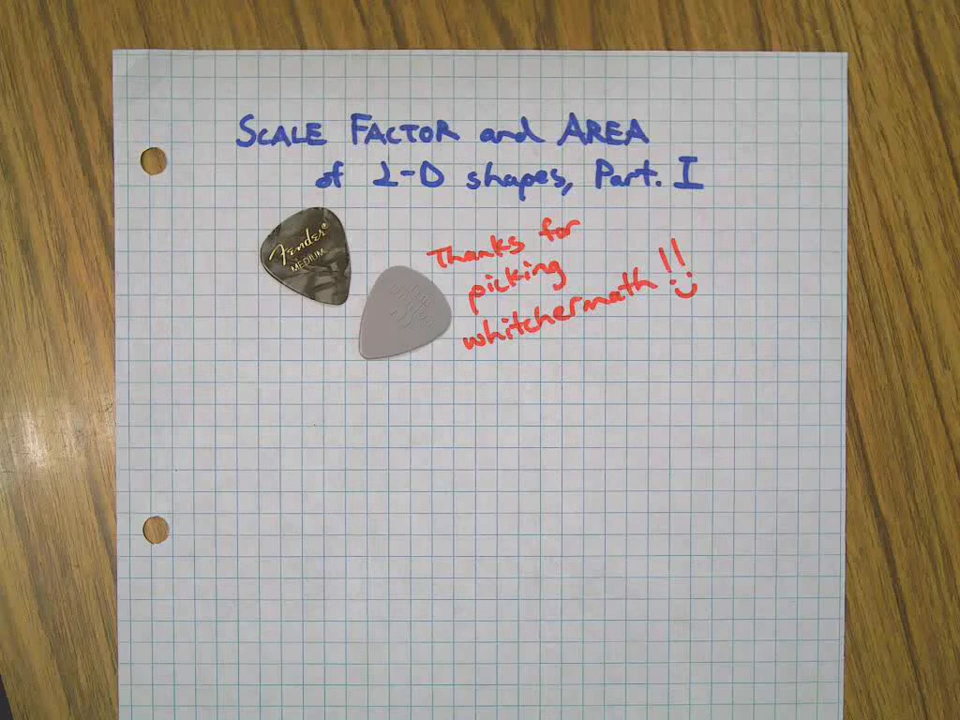 SCALE FACTOR and AREA
of 2-D shapes, Part. I
Fender®
MEDIUM
Thanks for
picking
whitchermath!!